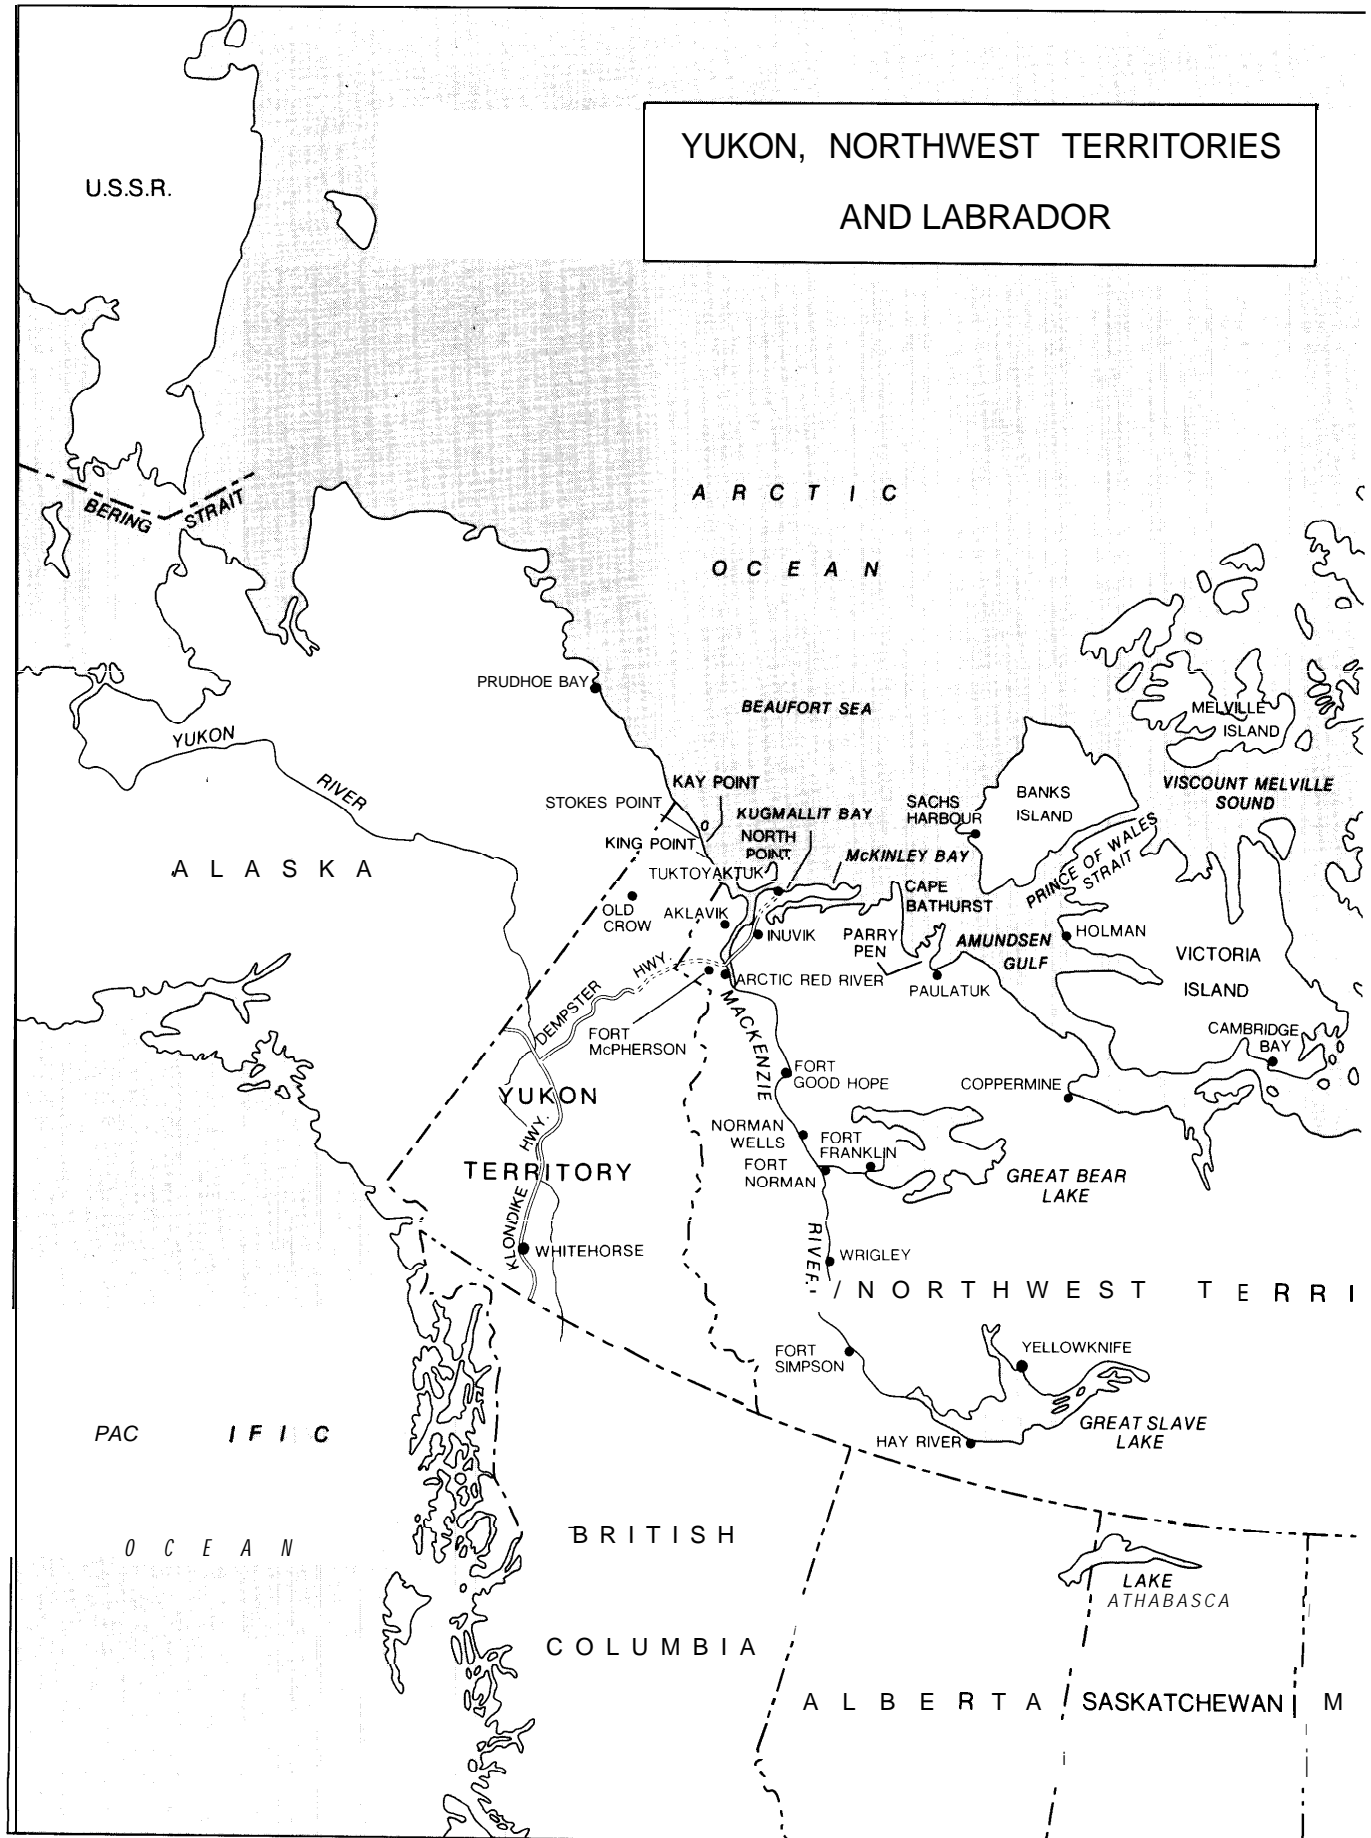 YUKON, NORTHWEST TERRITORIES
AND LABRADOR
U.S.S.R.
BERING STRAIT
ARCTIC
OCEAN
PRUDHOE BAY
BEAUFORT SEA
MELVILLE
ISLAND
YUKON
RIVER
KAY POINT
STOKES POINT
KUGMALLIT BAY
SACHS
HARBOUR
BANKS
ISLAND
VISCOUNT MELVILLE
SOUND
KING POINT
NORTH
POINT
McKINLEY BAY
PRINCE OF WALES
STRAIT
ALASKA
TUKTOYAKTUK
CAPE
BATHURST
OLD
CROW
AKLAVIK
INUVIK
PARRY
PEN
AMUNDSEN
GULF
HOLMAN
VICTORIA
ISLAND
DEMPSTER HWY.
ARCTIC RED RIVER
PAULATUK
FORT
McPHERSON
MACKENZIE
CAMBRIDGE
BAY
FORT
GOOD HOPE
COPPERMINE
YUKON
TERRITORY
NORMAN
WELLS
FORT
FRANKLIN
FORT
NORMAN
GREAT BEAR
LAKE
KLONDIKE HWY.
WHITEHORSE
RIVER
WRIGLEY
NORTHWEST TERRI
FORT
SIMPSON
YELLOWKNIFE
GREAT SLAVE
LAKE
HAY RIVER
PAC IFIC
OCEAN
BRITISH
COLUMBIA
LAKE
ATHABASCA
ALBERTA
SASKATCHEWAN
M